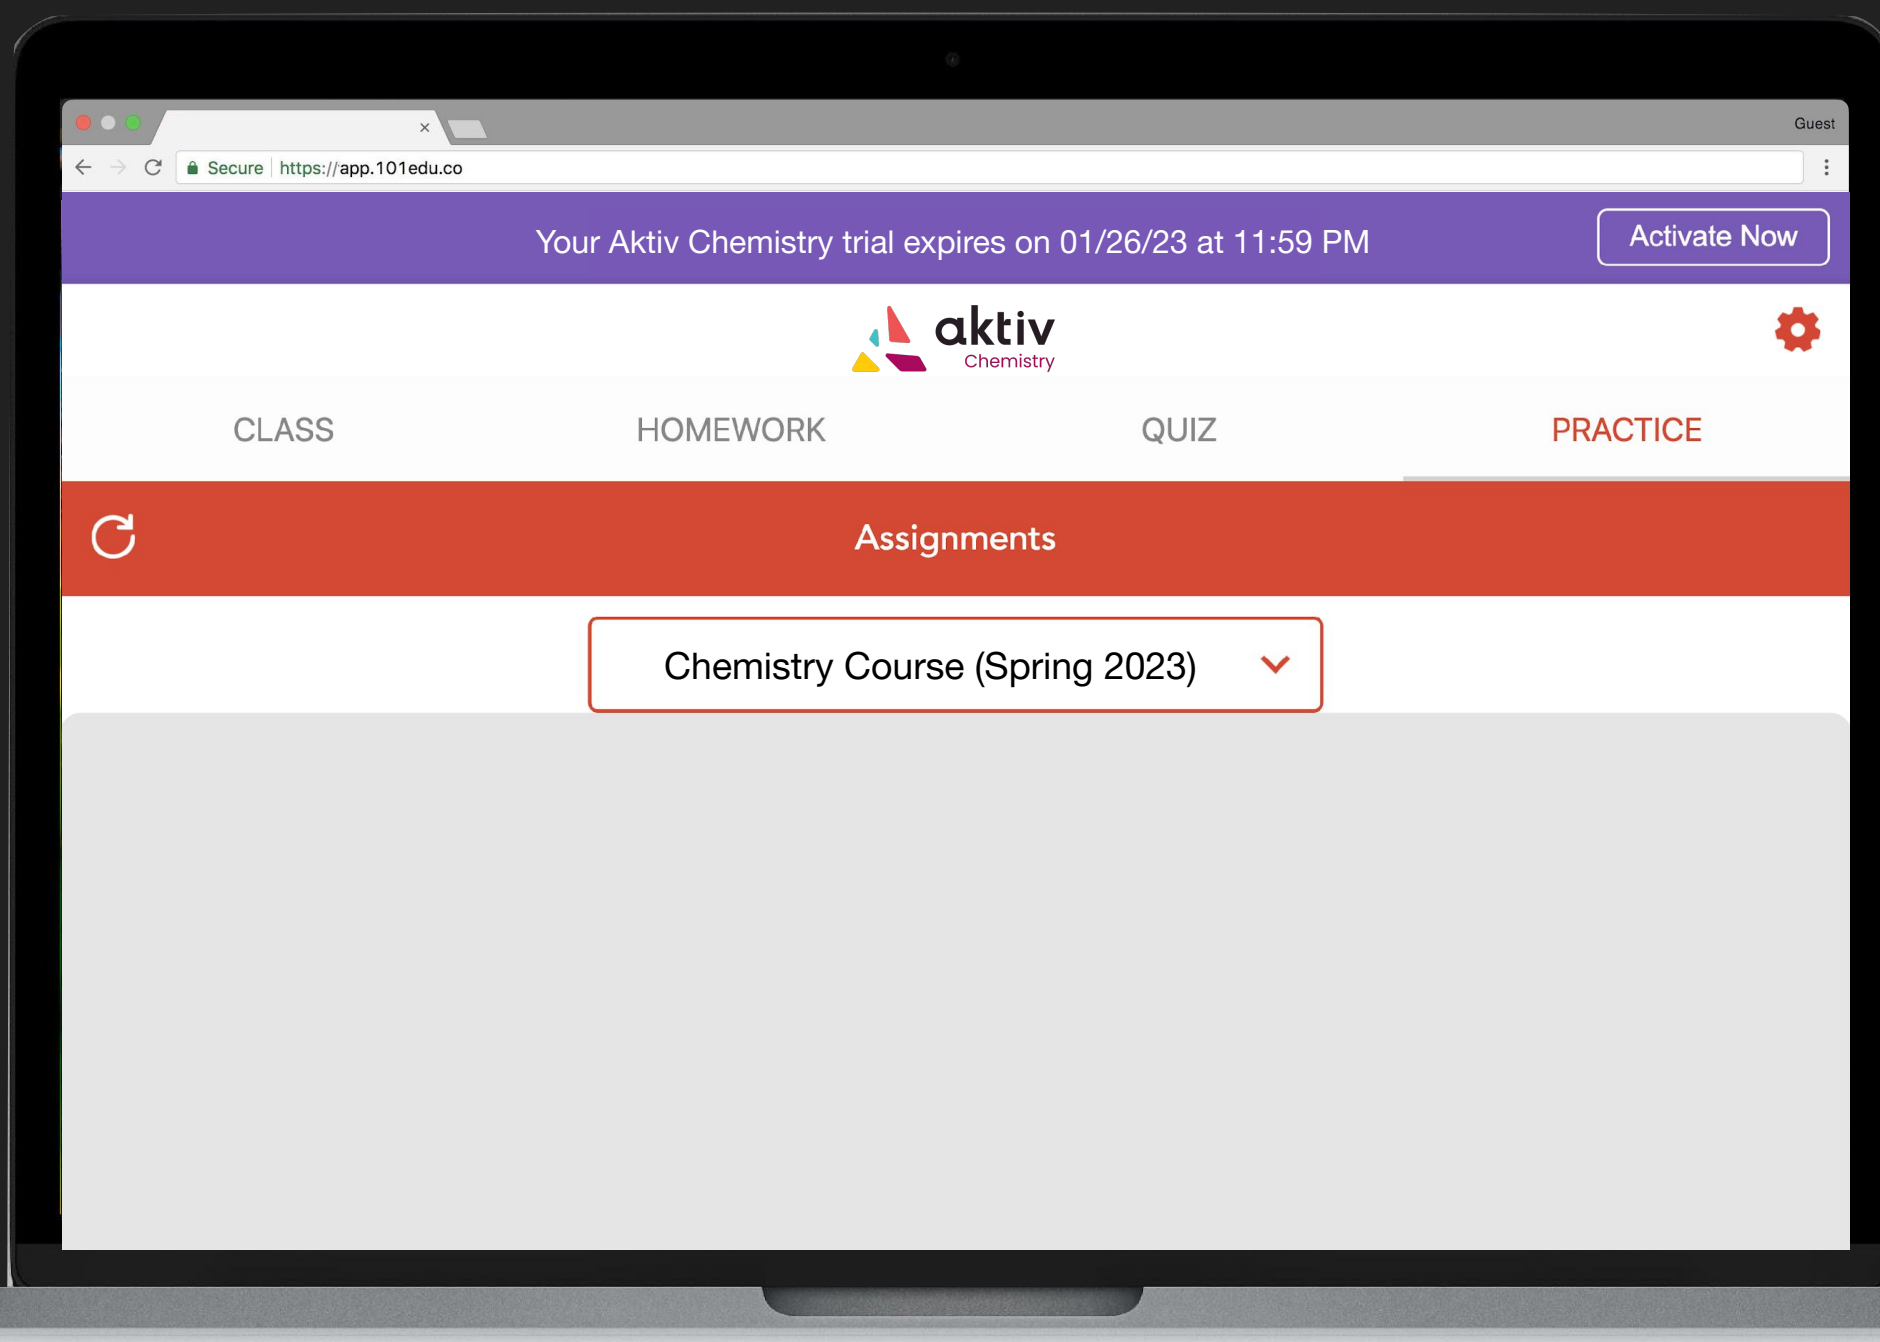 Guest
Secure https://app.101edu.co
Your Aktiv Chemistry trial expires on 01/26/23 at 11:59 PM
Activate Now
aktiv
Chemistry
CLASS HOMEWORK QUIZ PRACTICE
Assignments
Chemistry Course (Spring 2023)